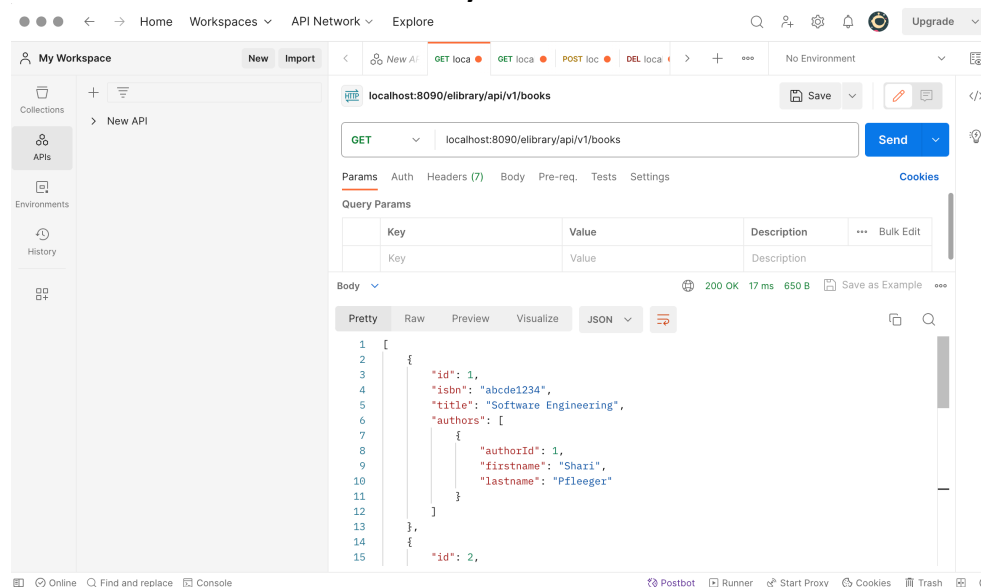 Home Workspaces API Network Explore Upgrade
My Workspace New Import New A GET loca GET loca POST loc DEL local No Environment
Collections
APIs
Environments
History
New API
HTTP localhost:8090/elibrary/api/v1/books Save
GET localhost:8090/elibrary/api/v1/books Send
Params Auth Headers (7) Body Pre-req. Tests Settings Cookies
Query Params
Key Value Description Bulk Edit
Key Value Description
Body 200 OK 17 ms 650 B Save as Example
Pretty Raw Preview Visualize JSON
1 [
2 {
3 "id": 1,
4 "isbn": "abcde1234",
5 "title": "Software Engineering",
6 "authors": [
7 {
8 "authorId": 1,
9 "firstname": "Shari",
10 "lastname": "Pfleeger"
11 }
12 ]
13 },
14 {
15 "id": 2,
Online Find and replace Console Postbot Runner Start Proxy Cookies Trash